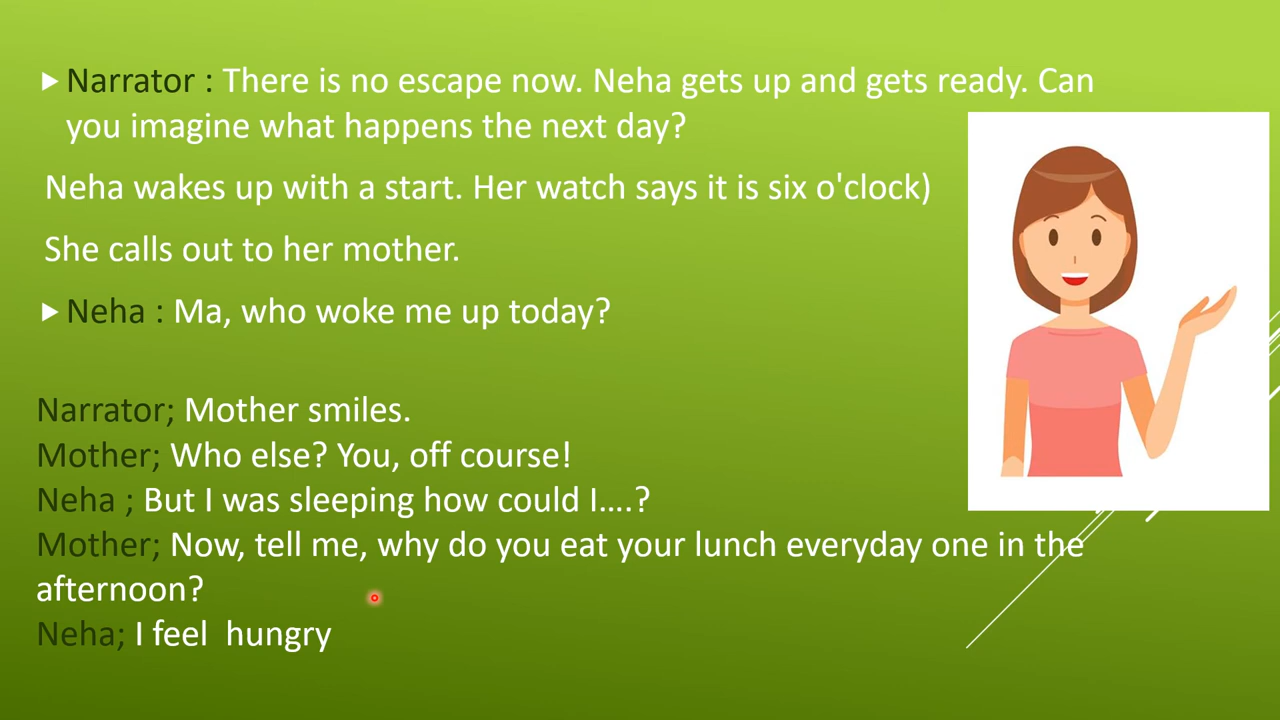 Narrator : There is no escape now. Neha gets up and gets ready. Can
you imagine what happens the next day?
Neha wakes up with a start. Her watch says it is six o'clock)
She calls out to her mother.
Neha : Ma, who woke me up today?
Narrator; Mother smiles.
Mother; Who else? You, off course!
Neha ; But I was sleeping how could I....?
Mother; Now, tell me, why do you eat your lunch everyday one in the
afternoon?
Neha; I feel  hungry